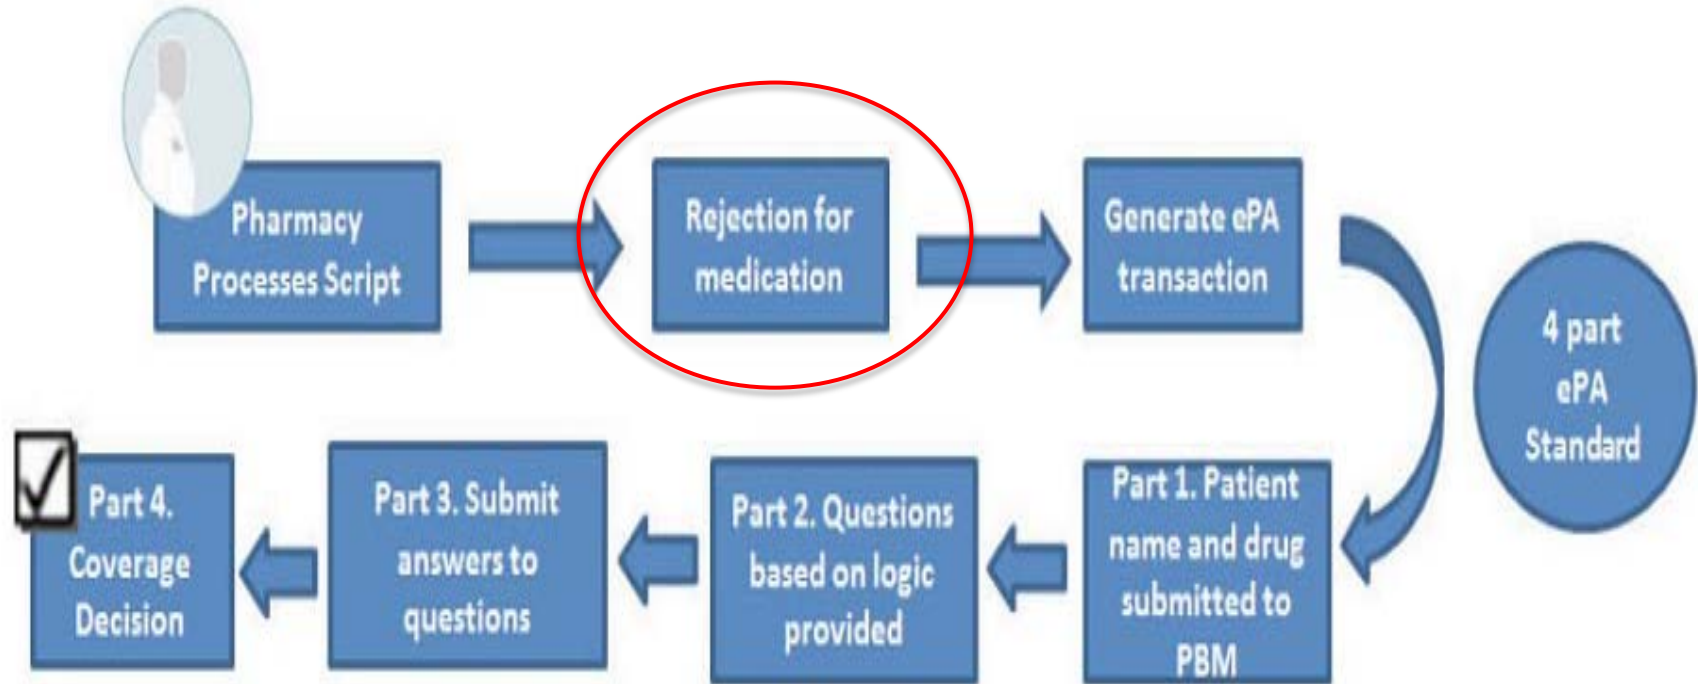 Pharmacy
Processes Script
Rejection for
medication
Generate ePA
transaction
4 part
ePA
Standard
Part 1. Patient
name and drug
submitted to
PBM
Part 2. Questions
based on logic
provided
Part 3. Submit
answers to
questions
Part 4.
Coverage
Decision